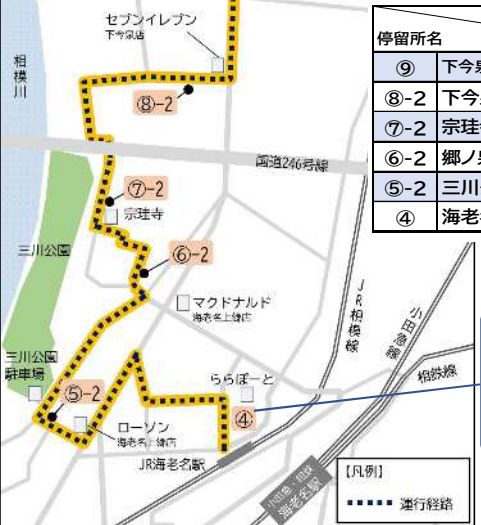 セブンイレブン
下今泉店
相模川
⑧-2
国道246号線
⑦-2
宗珪寺
三川公園
⑥-2
マクドナルド
海老名上郷店
JR相模線
小田急線
相鉄線
三川公園
駐車場
⑤-2
ローソン
海老名上郷店
ららぽーと
④
JR海老名駅
小田急・相鉄
海老名駅
【凡例】
運行経路
停留所名
⑨ 下今
⑧-2 下今
⑦-2 宗珪
⑥-2 郷ノ
⑤-2 三川
④ 海老